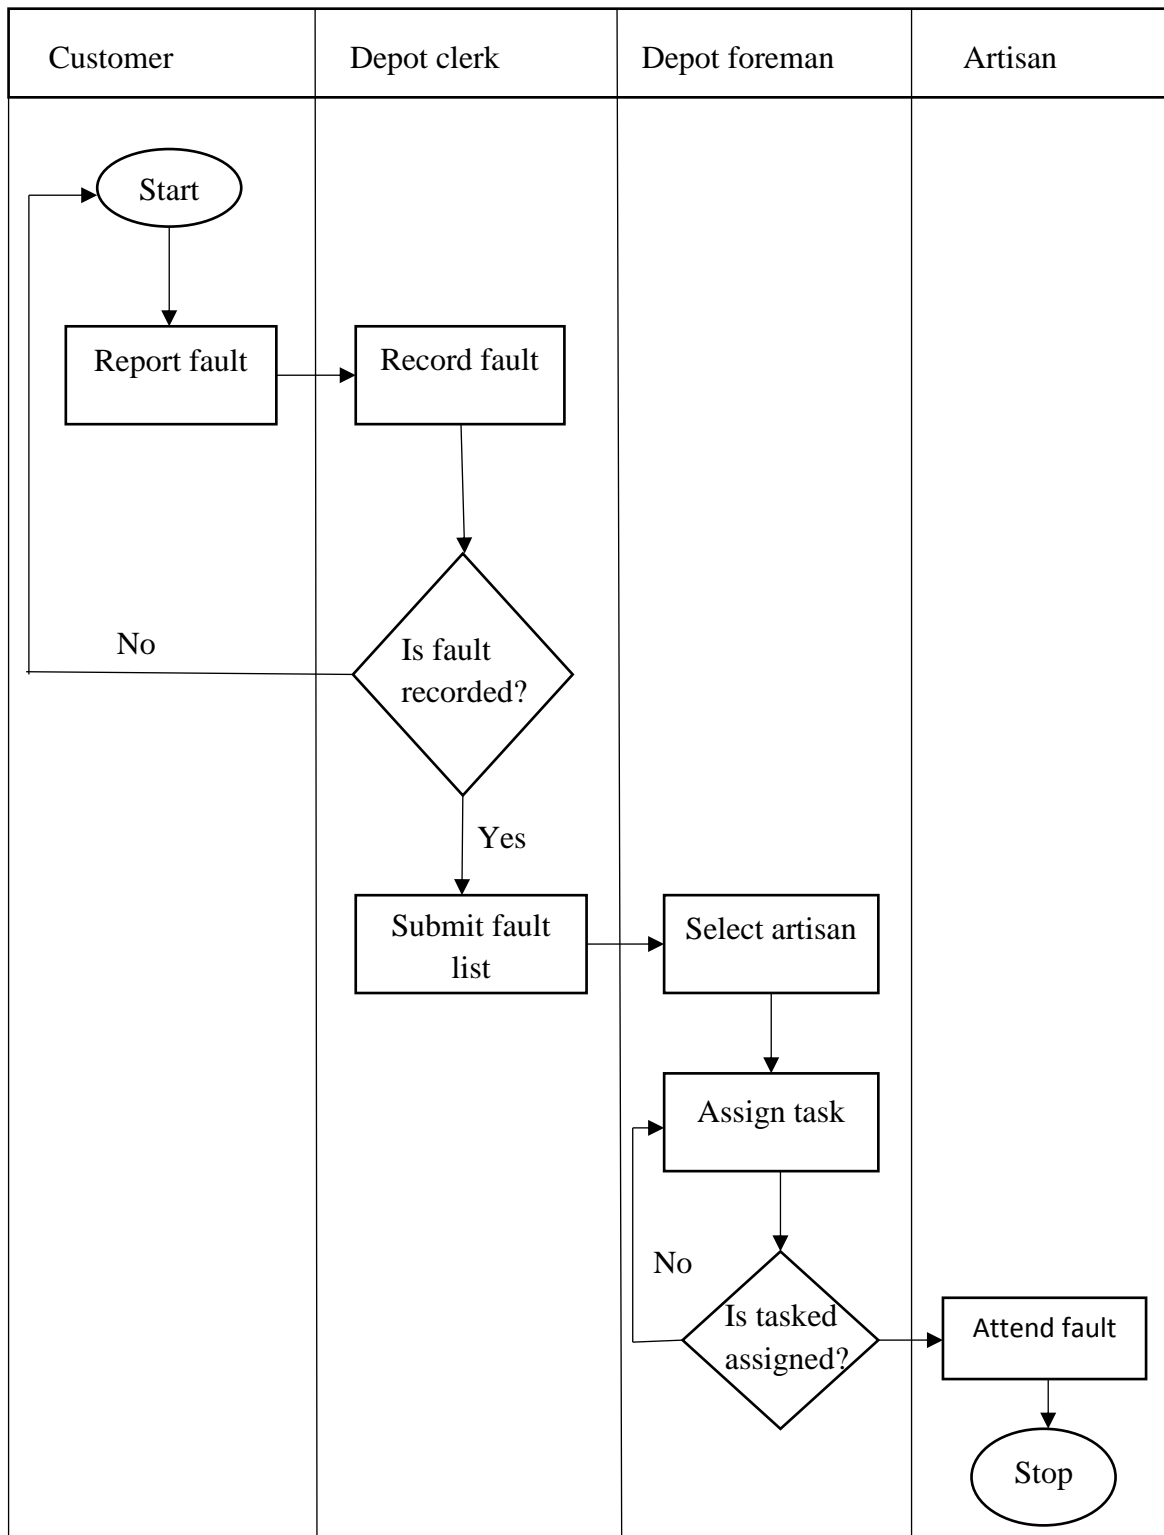 Customer
Depot clerk
Depot foreman
Artisan
Start
Report fault
Record fault
No
Is fault
recorded?
Yes
Submit fault
list
Select artisan
Assign task
No
Is tasked
assigned?
Attend fault
Stop